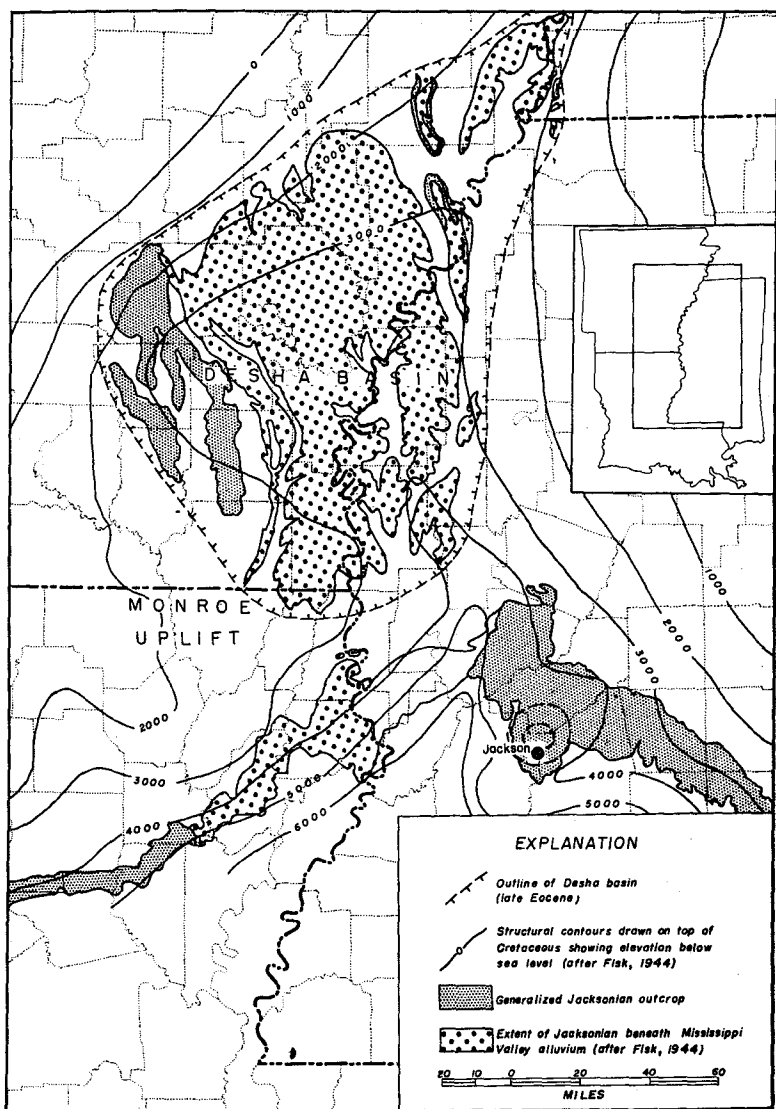 0
1000
2000
3000
DESHA BASIN
MONROE
UPLIFT
1000
2000
3000
2000
3000
4000
5000
6000
Jackson
4000
5000
EXPLANATION
Outline of Desha basin
(late Eocene)
0
Structural contours drawn on top of
Cretaceous showing elevation below
sea level (after Fisk, 1944)
Generalized Jacksonian outcrop
Extent of Jacksonian beneath Mississippi
Valley alluvium (after Fisk, 1944)
20 10 0 20 40 60
MILES